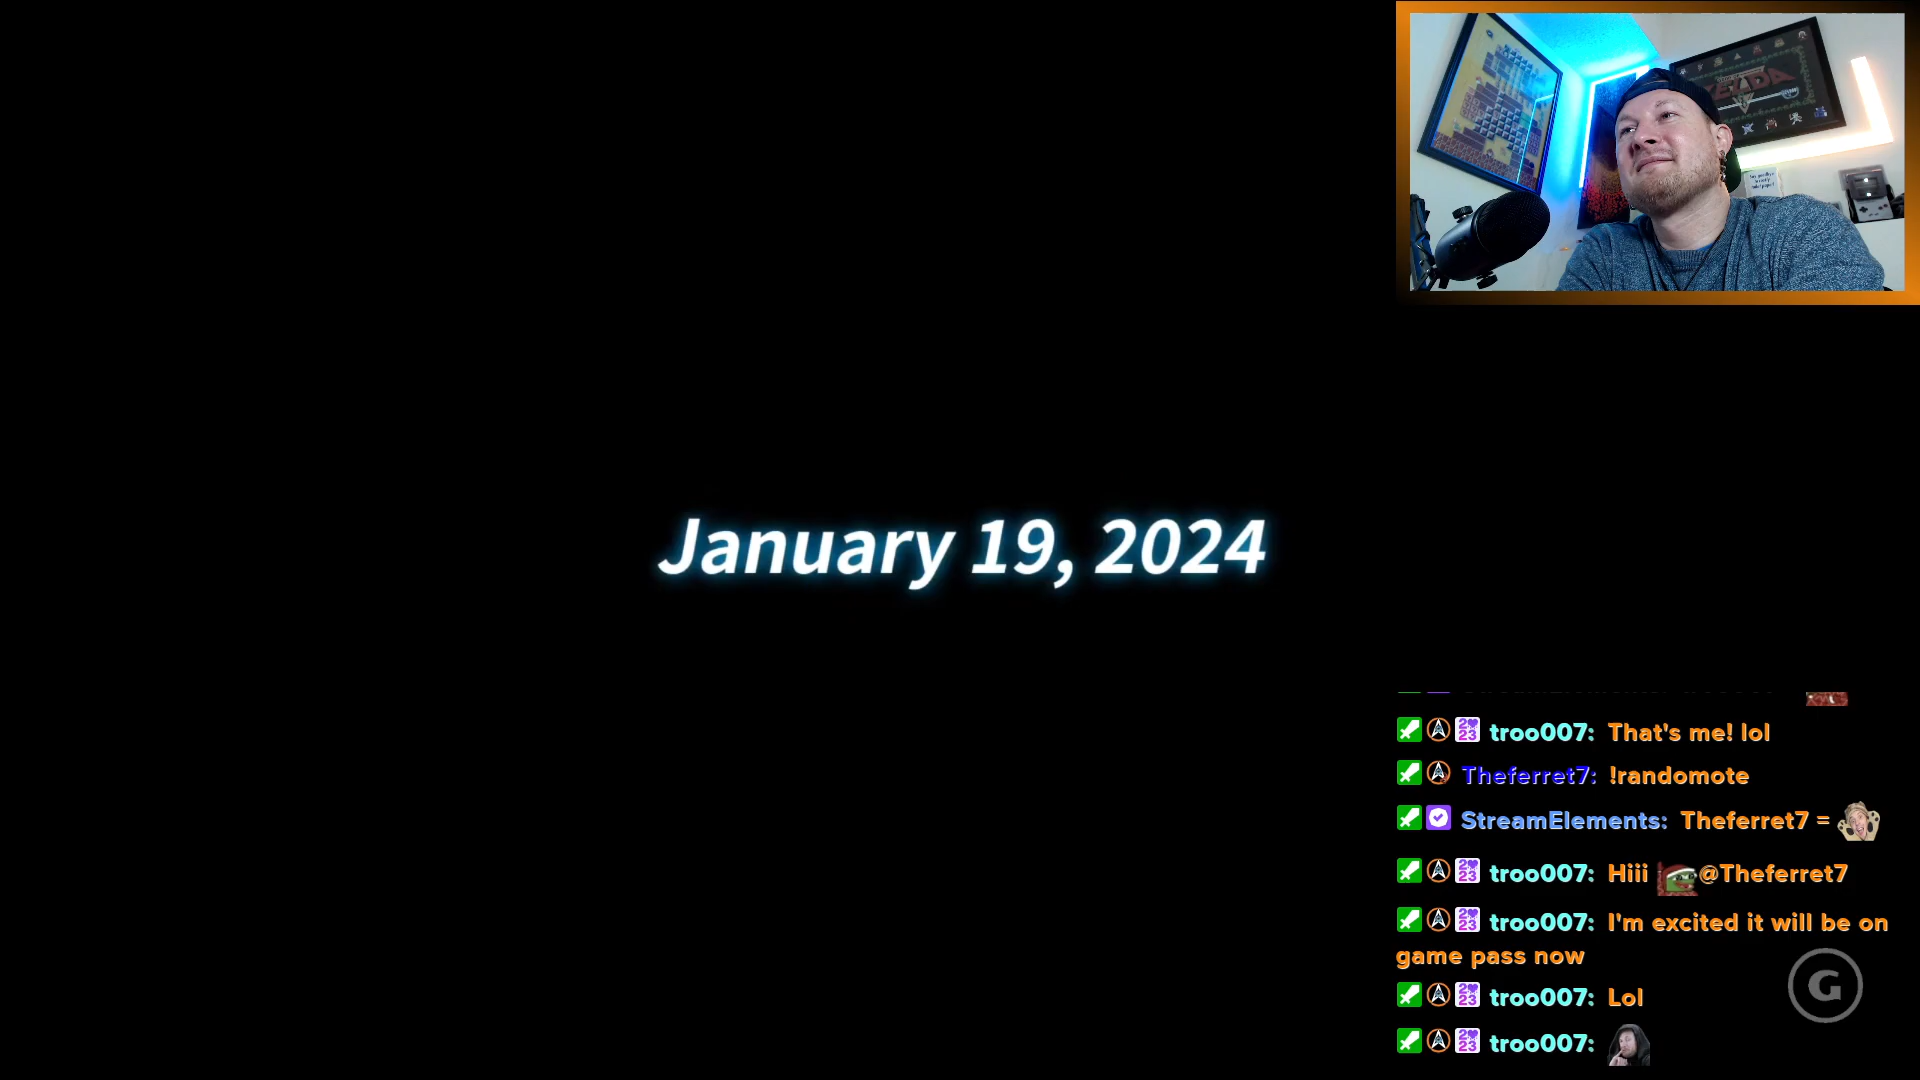 ZELDA
January 19, 2024
troo007: That's me! lol
Theferret7: !randomote
StreamElements: Theferret7 =
troo007: Hiii @Theferret7
troo007: I'm excited it will be on
game pass now
troo007: Lol
troo007:
G